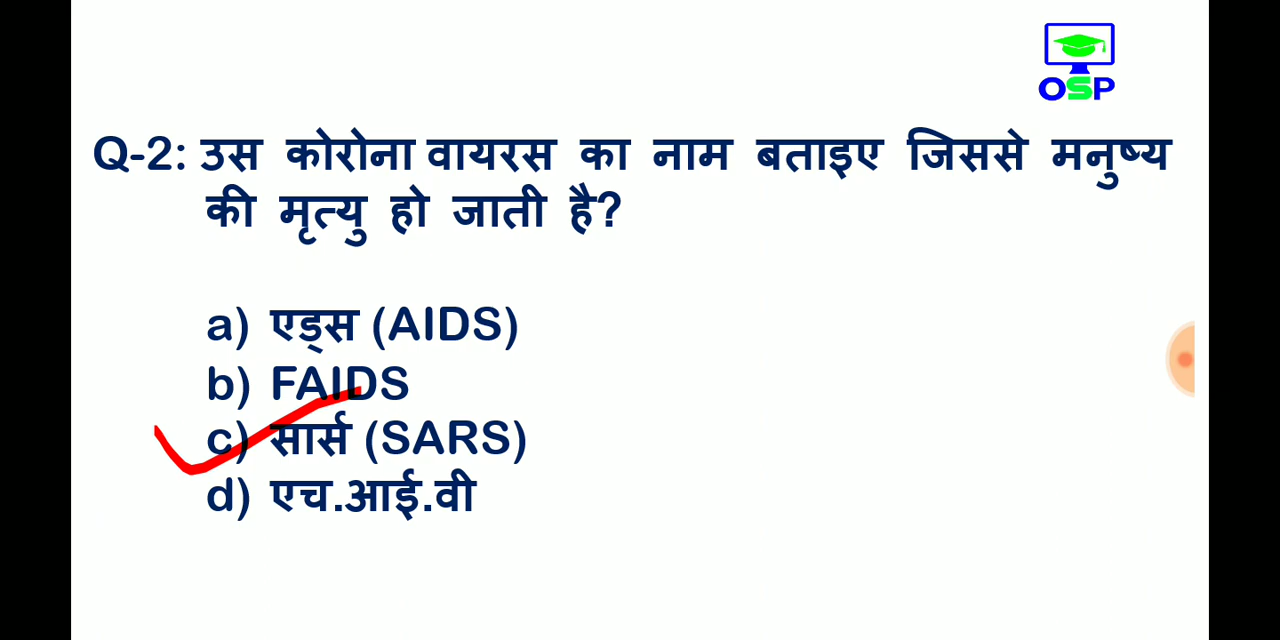 OSP
Q-2: उस कोरोना वायरस का नाम बताइए जिससे मनुष्य
की मृत्यु हो जाती है?
a) एड्स (AIDS)
b) FAIDS
c) सार्स (SARS)
d) एच.आई.वी